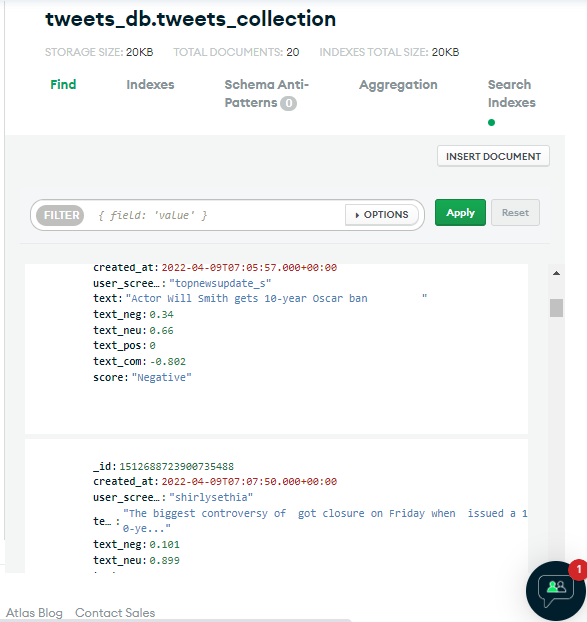 tweets_db.tweets_collection
STORAGE SIZE: 20KB TOTAL DOCUMENTS: 20 INDEXES TOTAL SIZE: 20KB
Find Indexes Schema Anti-Patterns 0 Aggregation Search Indexes
INSERT DOCUMENT
FILTER { field: 'value' } OPTIONS Apply Reset
created_at: 2022-04-09T07:05:57.000+00:00
user_scree…: "topnewsupdate_s"
text: "Actor Will Smith gets 10-year Oscar ban "
text_neg: 0.34
text_neu: 0.66
text_pos: 0
text_com: -0.802
score: "Negative"
_id: 1512688723900735488
created_at: 2022-04-09T07:07:50.000+00:00
user_scree…: "shirlysethia"
te…: "The biggest controversy of got closure on Friday when issued a 1
0-ye..."
text_neg: 0.101
text_neu: 0.899
1
Atlas Blog Contact Sales